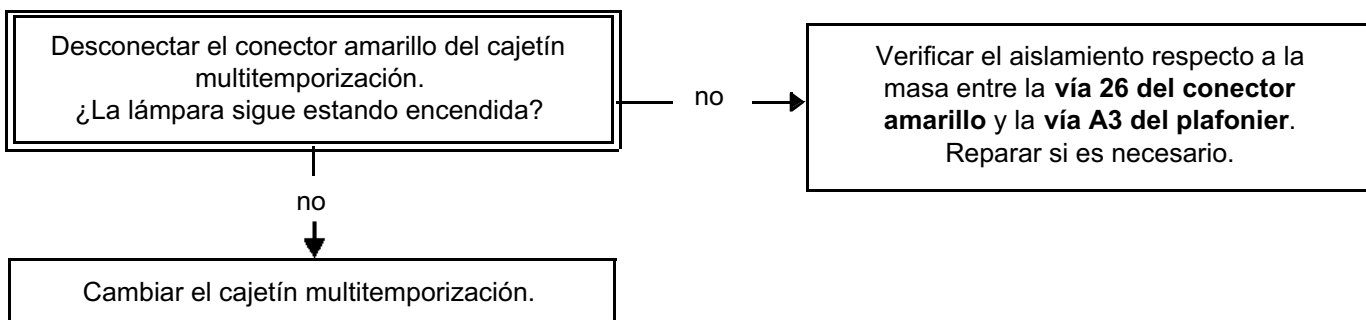 Desconectar el conector amarillo del cajetín
multitemporización.
¿La lámpara sigue estando encendida?
no
Verificar el aislamiento respecto a la
masa entre la vía 26 del conector
amarillo y la vía A3 del plafonier.
Reparar si es necesario.
no
Cambiar el cajetín multitemporización.